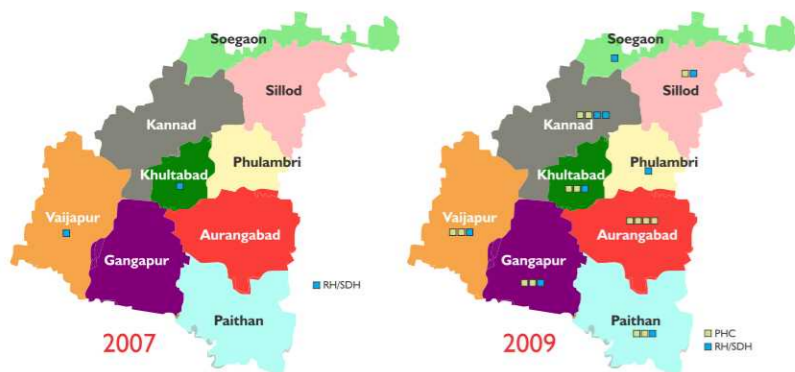 Soegaon
Sillod
Kannad
Phulambri
Khultabad
Vaijapur
Aurangabad
Gangapur
RH/SDH
Paithan
2007
Soegaon
Sillod
Kannad
Phulambri
Khultabad
Vaijapur
Aurangabad
Gangapur
Paithan
PHC
RH/SDH
2009